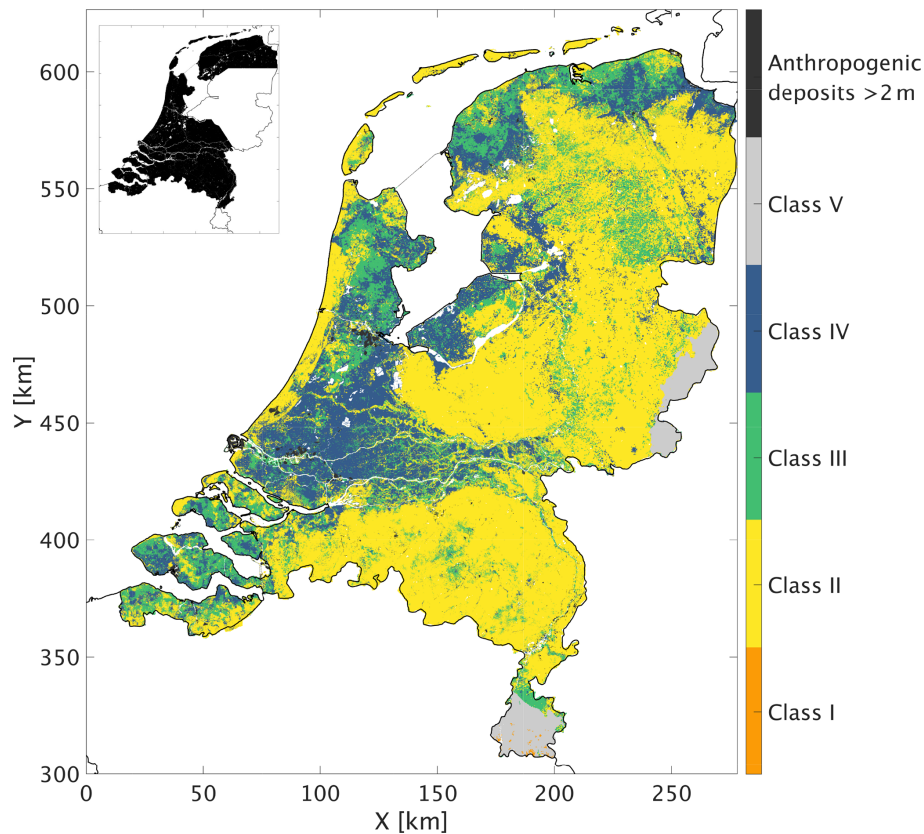 600
550
500
450
400
350
300
Y [km]
0
50
100
150
200
250
X [km]
Anthropogenic
deposits >2 m
Class V
Class IV
Class III
Class II
Class I